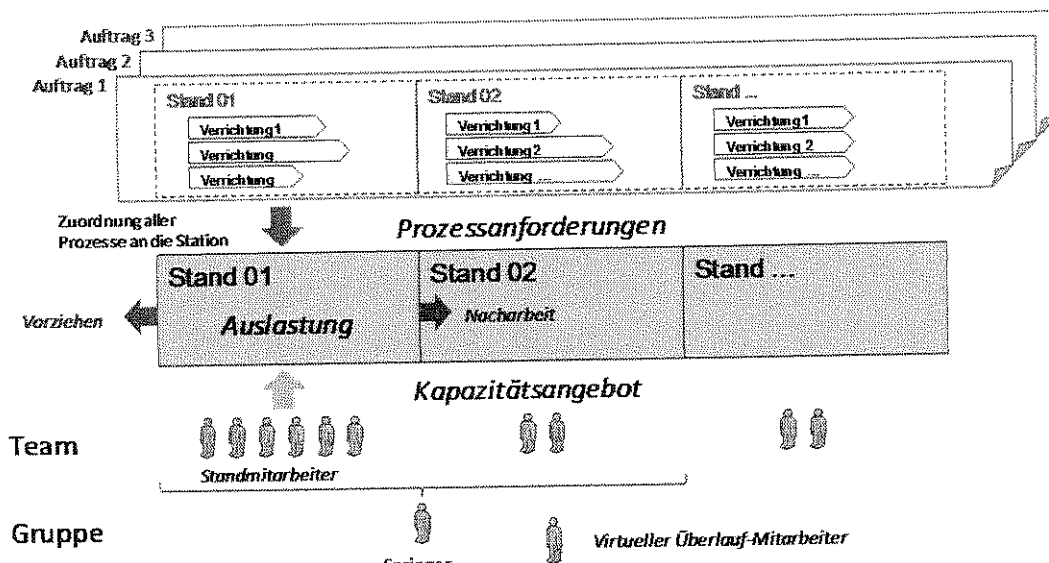 Auftrag 3
Auftrag 2
Auftrag 1
Stand 01
Verrichtung 1
Verrichtung
Verrichtung
Stand 02
Verrichtung 1
Verrichtung 2
Verrichtung ....
Stand ...
Verrichtung 1
Verrichtung 2
Verrichtung ...
Zuordnung aller
Prozesse an die Station
Prozessanforderungen
Stand 01
Stand 02
Stand ...
Vorziehen
Auslastung
Nacharbeit
Kapazitätsangebot
Team
Standmitarbeiter
Gruppe
Virtueller Überlauf-Mitarbeiter